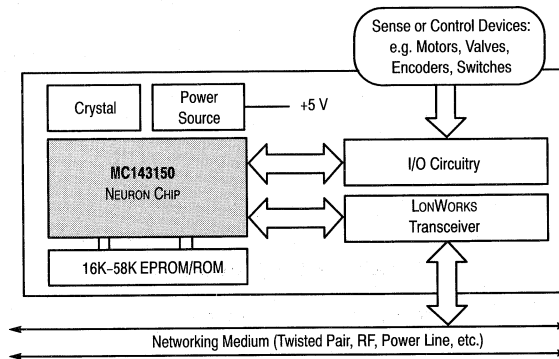 Sense or Control Devices:
e.g. Motors, Valves,
Encoders, Switches
Crystal
Power
Source
+5 V
MC143150
NEURON CHIP
I/O Circuitry
LONWORKS
Transceiver
16K–58K EPROM/ROM
Networking Medium (Twisted Pair, RF, Power Line, etc.)